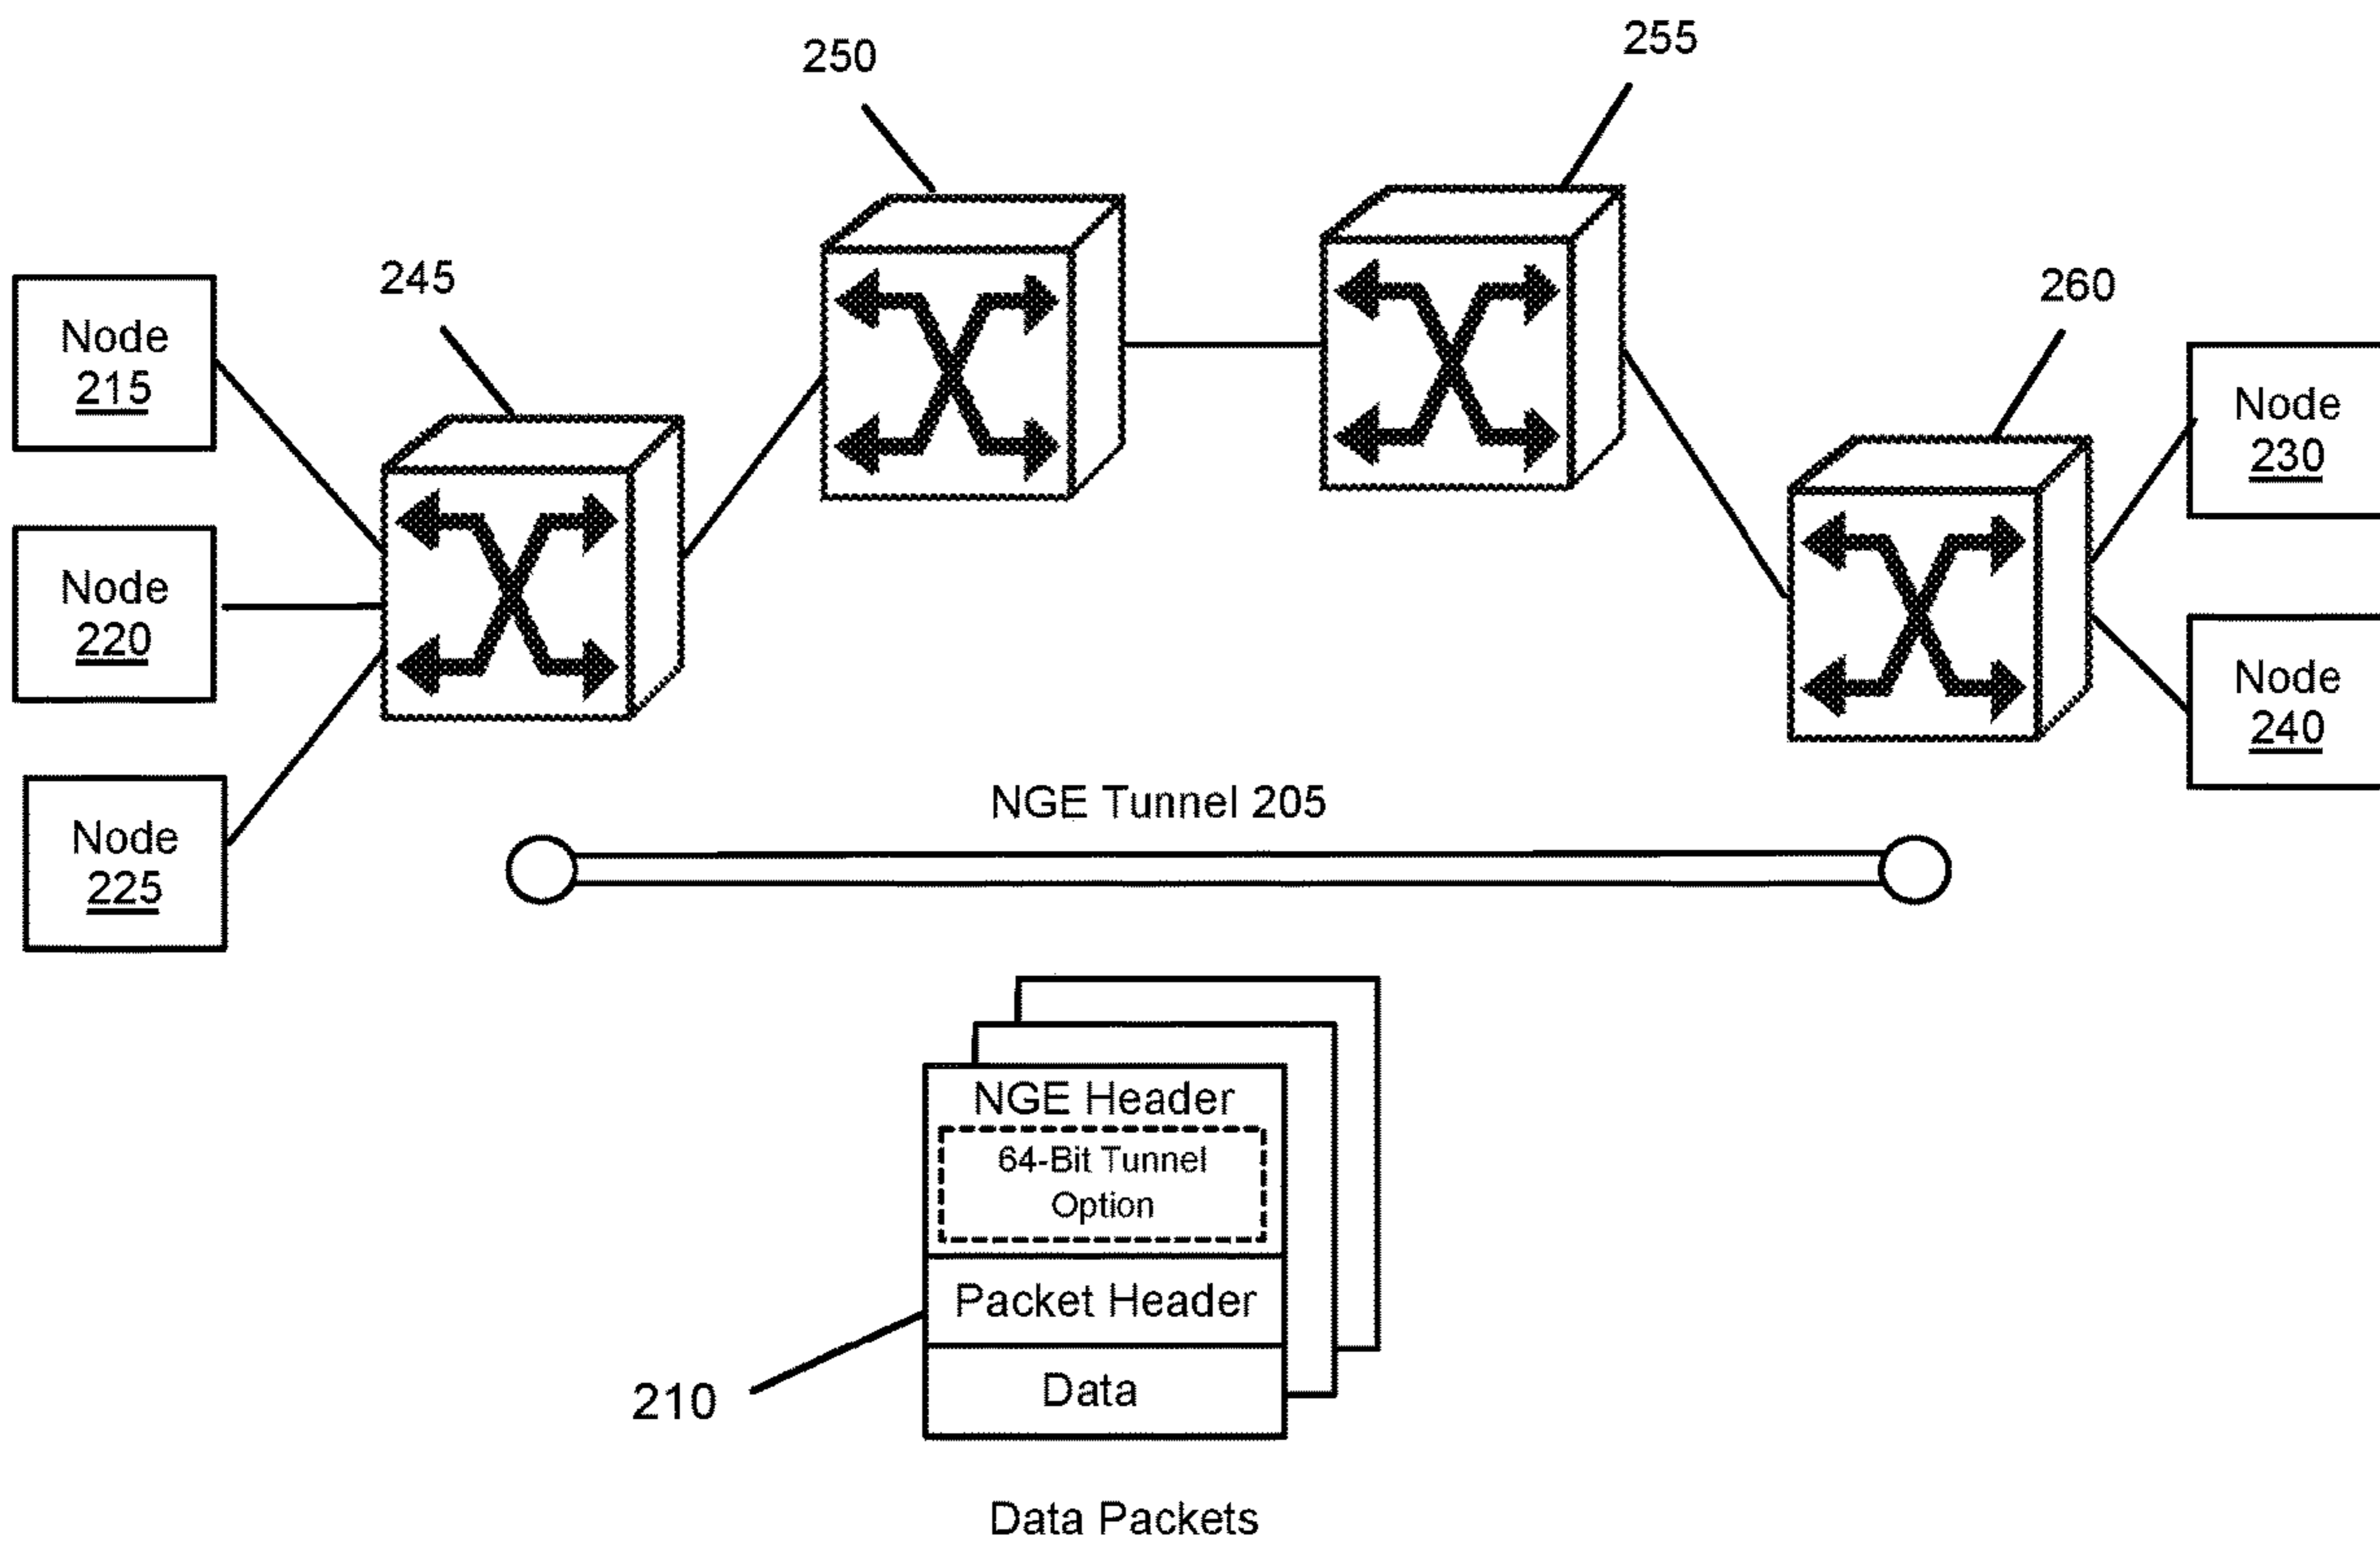 250
255
245
260
Node
215
Node
230
Node
220
Node
240
NGE Tunnel 205
Node
225
NGE Header
64-Bit Tunnel
Option
Packet Header
Data
210
Data Packets